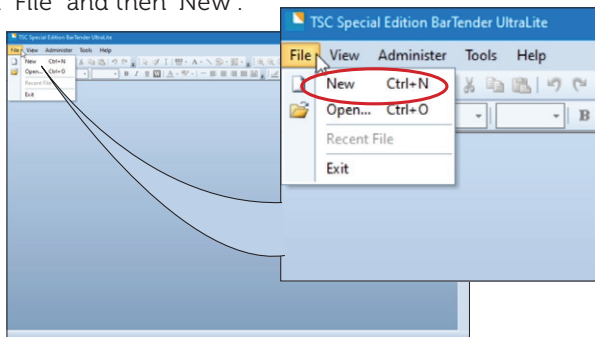 'File' and then 'New'.
TSC Special Edition BarTender UltraLite
File View Administer Tools Help
New Ctrl+N
Open... Ctrl+O
Recent File
Exit
TSC Special Edition BarTender UltraLite
File View Administer Tools Help
New Ctrl+N
Open... Ctrl+O
Recent File
Exit
B